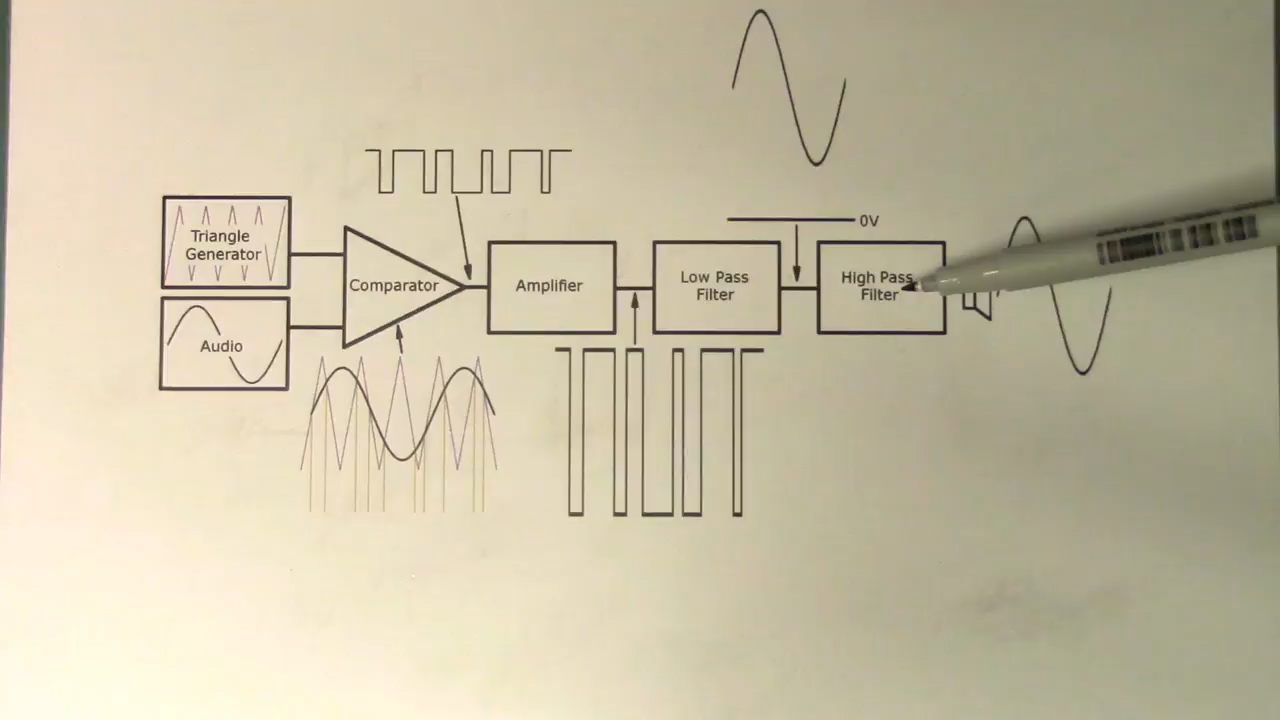 Triangle
Generator
Audio
Comparator
Amplifier
Low Pass
Filter
0V
High Pass
Filter